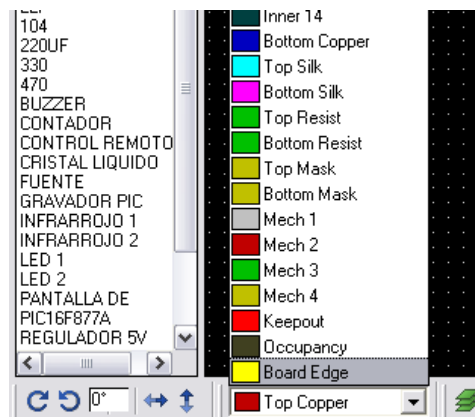 104
220UF
330
470
BUZZER
CONTADOR
CONTROL REMOTO
CRISTAL LIQUIDO
FUENTE
GRAVADOR PIC
INFRARROJO 1
INFRARROJO 2
LED 1
LED 2
PANTALLA DE
PIC16F877A
REGULADOR 5V
Inner 14
Bottom Copper
Top Silk
Bottom Silk
Top Resist
Bottom Resist
Top Mask
Bottom Mask
Mech 1
Mech 2
Mech 3
Mech 4
Keepout
Occupancy
Board Edge
0°
Top Copper